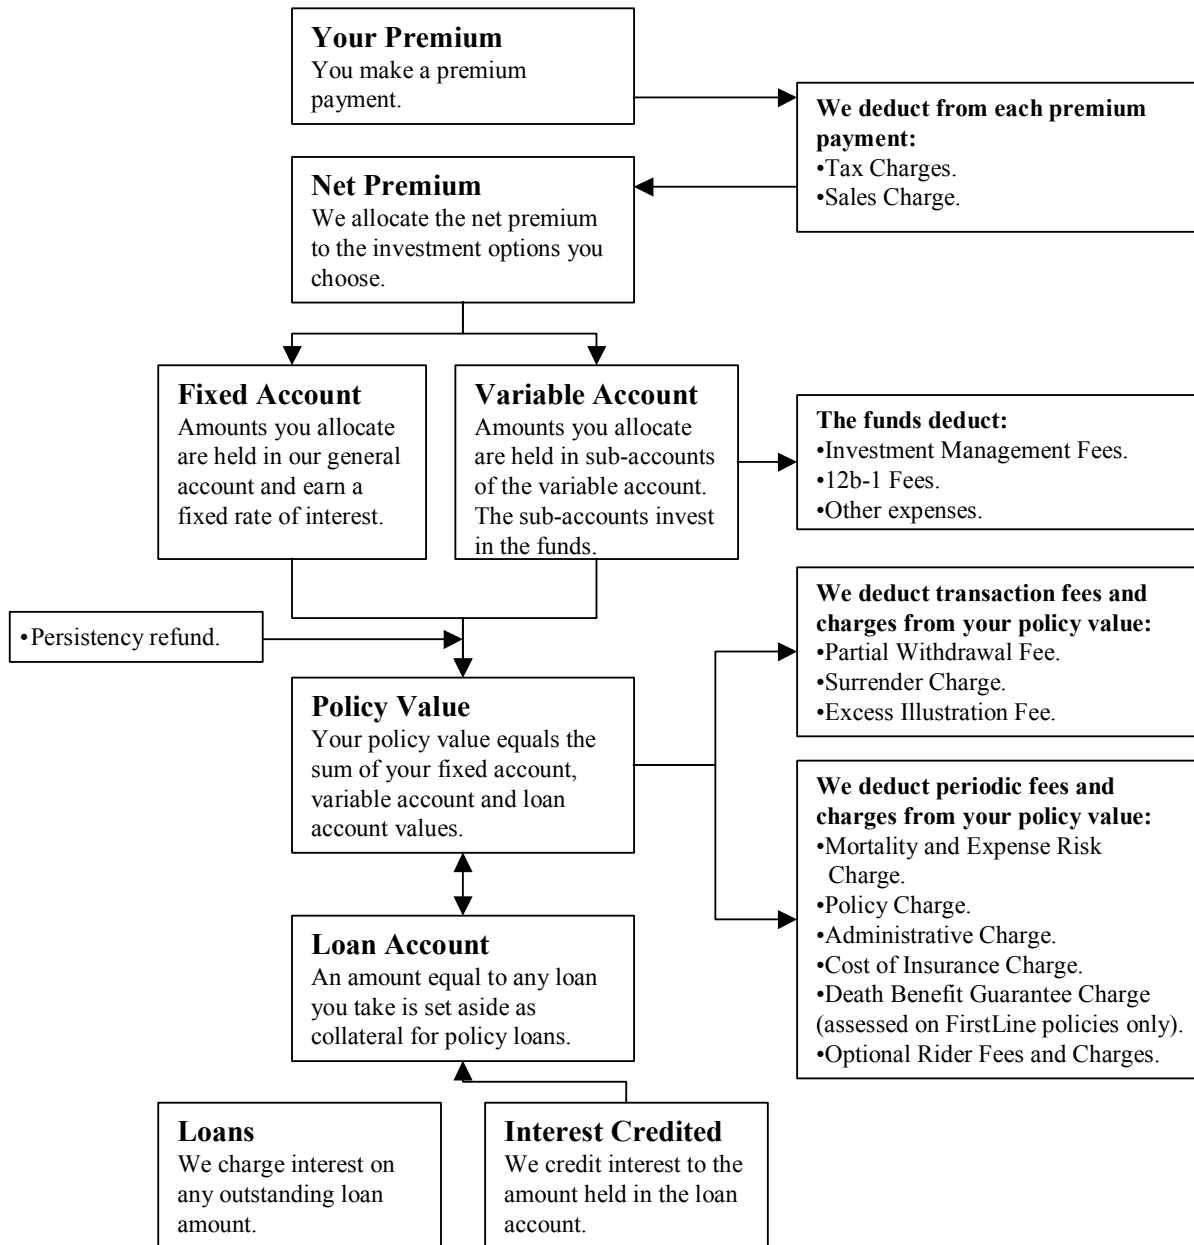 Your Premium
You make a premium
payment.
We deduct from each premium
payment:
•Tax Charges.
•Sales Charge.
Net Premium
We allocate the net premium
to the investment options you
choose.
Fixed Account
Amounts you allocate
are held in our general
account and earn a
fixed rate of interest.
Variable Account
Amounts you allocate
are held in sub-accounts
of the variable account.
The sub-accounts invest
in the funds.
The funds deduct:
•Investment Management Fees.
•12b-1 Fees.
•Other expenses.
•Persistency refund.
We deduct transaction fees and
charges from your policy value:
•Partial Withdrawal Fee.
•Surrender Charge.
•Excess Illustration Fee.
Policy Value
Your policy value equals the
sum of your fixed account,
variable account and loan
account values.
We deduct periodic fees and
charges from your policy value:
•Mortality and Expense Risk
Charge.
•Policy Charge.
•Administrative Charge.
•Cost of Insurance Charge.
•Death Benefit Guarantee Charge
(assessed on FirstLine policies only).
•Optional Rider Fees and Charges.
Loan Account
An amount equal to any loan
you take is set aside as
collateral for policy loans.
Loans
We charge interest on
any outstanding loan
amount.
Interest Credited
We credit interest to the
amount held in the loan
account.